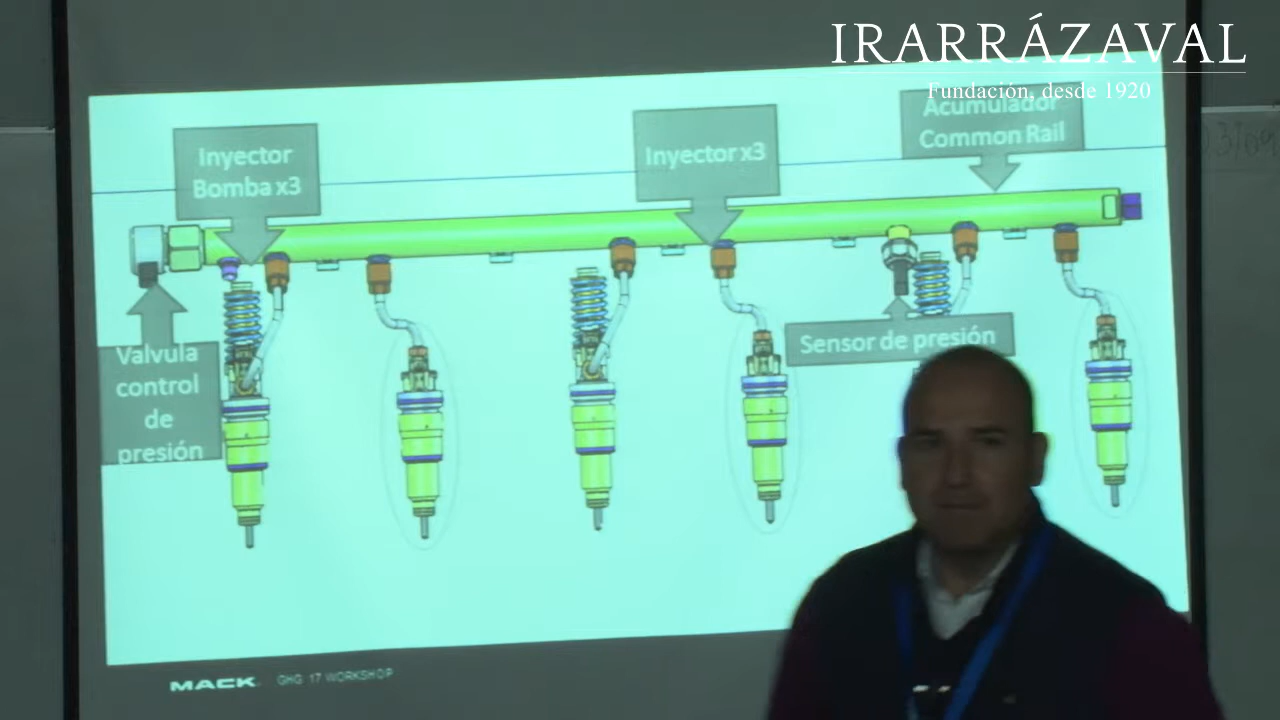 IRARRÁZAVAL
Fundación, desde 1920
Inyector
Bomba x3
Inyector x3
Acumulador
Common Rail
Sensor de presión
Valvula
control
de
presión
MACK
GHG 17 WORKSHOP